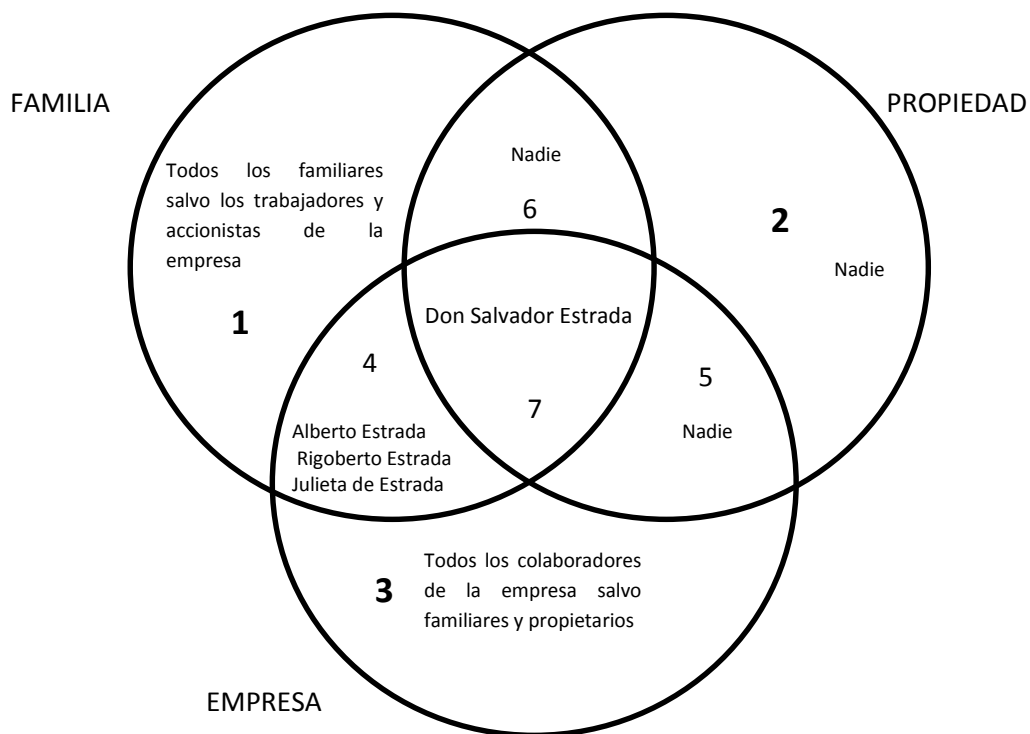 FAMILIA
PROPIEDAD
Todos los familiares
salvo los trabajadores y
accionistas de la
empresa
1
Nadie
6
2
Nadie
Don Salvador Estrada
7
4
Alberto Estrada
Rigoberto Estrada
Julieta de Estrada
5
Nadie
3
Todos los colaboradores
de la empresa salvo
familiares y propietarios
EMPRESA